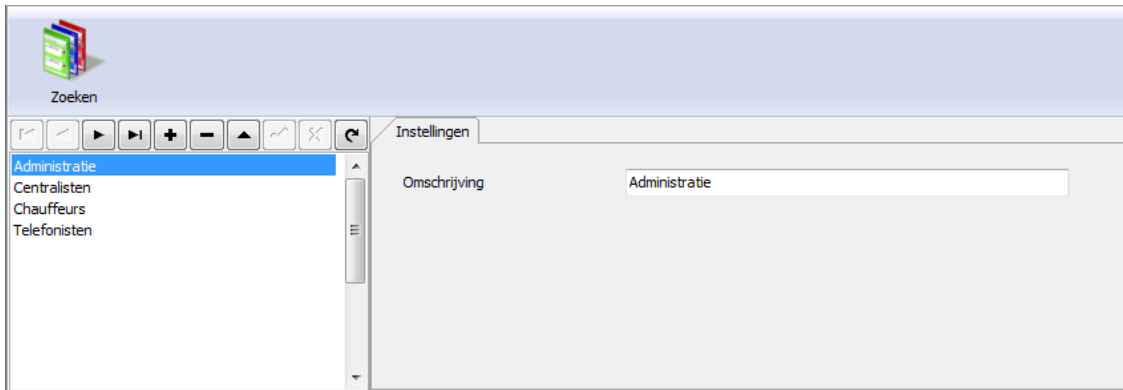 Zoeken
Instellingen
Administratie
Centralisten
Chauffeurs
Telefonisten
Omschrijving
Administratie